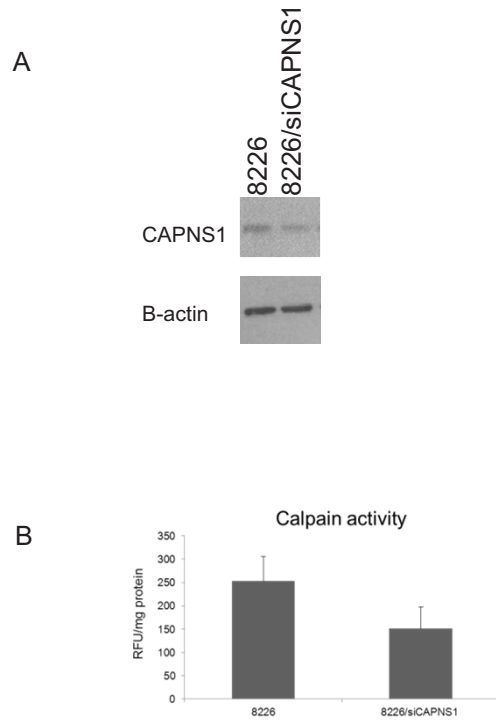 A
8226
8226/siCAPNS1
CAPNS1
B-actin
B
Calpain activity
RFU/mg protein
350
300
250
200
150
100
50
0
8226
8226/siCAPNS1